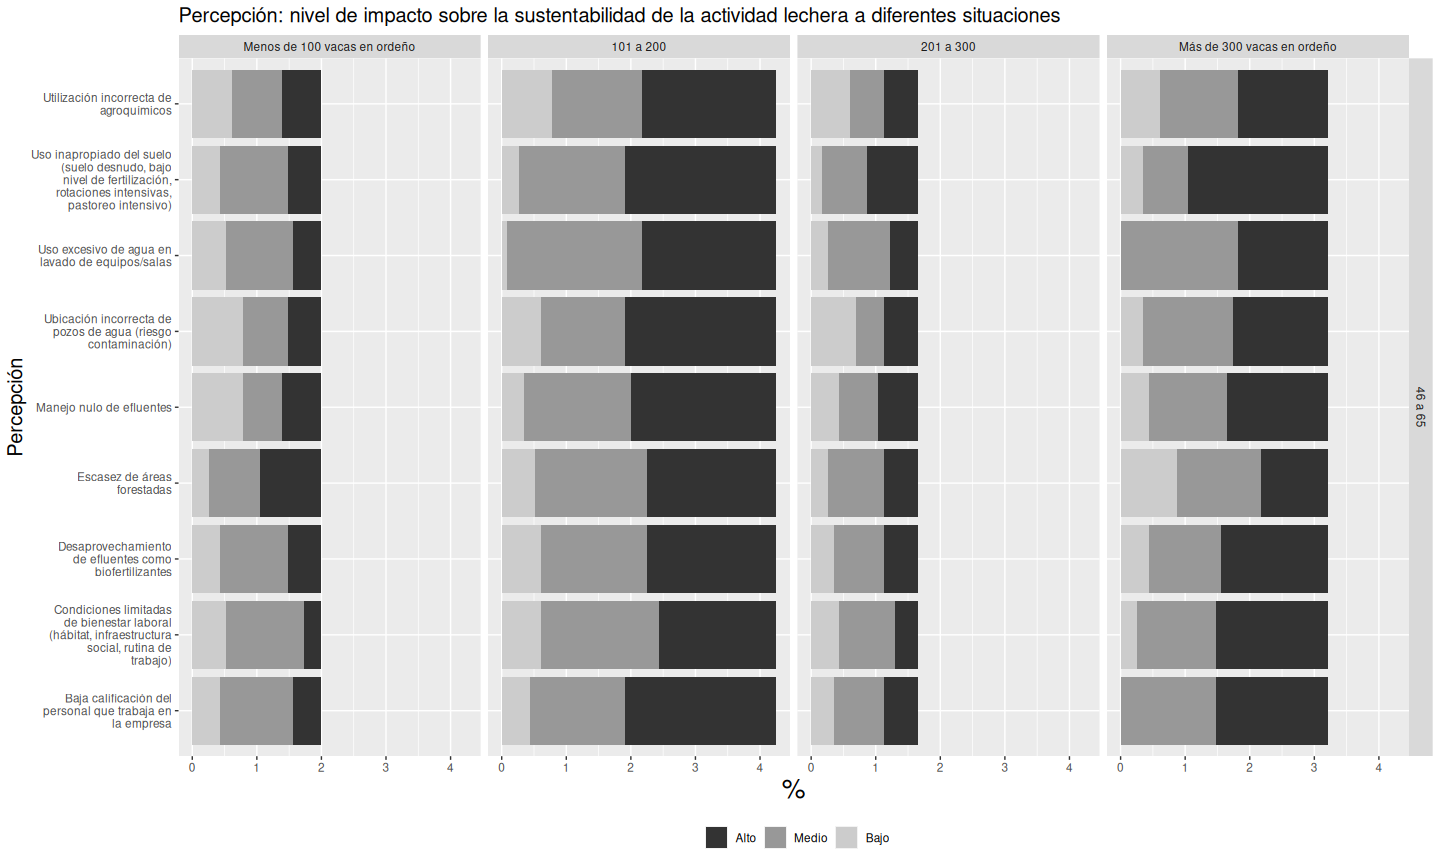 Percepción: nivel de impacto sobre la sustentabilidad de la actividad lechera a diferentes situaciones
Menos de 100 vacas en ordeño
101 a 200
201 a 300
Más de 300 vacas en ordeño
Percepción
Utilización incorrecta de
agroquímicos
Uso inapropiado del suelo
(suelo desnudo, bajo
nivel de fertilización,
rotaciones intensivas,
pastoreo intensivo)
Uso excesivo de agua en
lavado de equipos/salas
Ubicación incorrecta de
pozos de agua (riesgo
contaminación)
Manejo nulo de efluentes
Escasez de áreas
forestadas
Desaprovechamiento
de efluentes como
biofertilizantes
Condiciones limitadas
de bienestar laboral
(hábitat, infraestructura
social, rutina de
trabajo)
Baja calificación del
personal que trabaja en
la empresa
46 a 65
0 1 2 3 4
0 1 2 3 4
0 1 2 3 4
0 1 2 3 4
%
Alto
Medio
Bajo